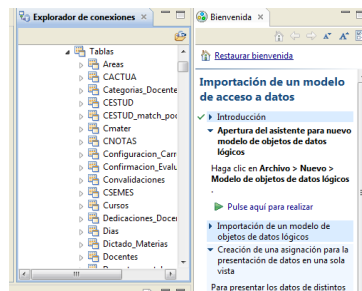 Explorador de conexiones
Tablas
Areas
CACTUA
Categorias_Docente
CESTUD
CESTUD_match_poc
Cmater
CNOTAS
Configuracion_Carr
Confirmacion_Evalu
Convalidaciones
CSEMES
Cursos
Dedicaciones_Docer
Dias
Dictado_Materias
Docentes
Bienvenida
Restaurar bienvenida
Importación de un modelo
de acceso a datos
Introducción
Apertura del asistente para nuevo
modelo de objetos de datos
lógicos
Haga clic en Archivo > Nuevo >
Modelo de objetos de datos lógicos
.
Pulse aquí para realizar
Importación de un modelo de
objetos de datos lógicos
Creación de una asignación para la
presentación de datos en una sola
vista
Para presentar los datos de distintos